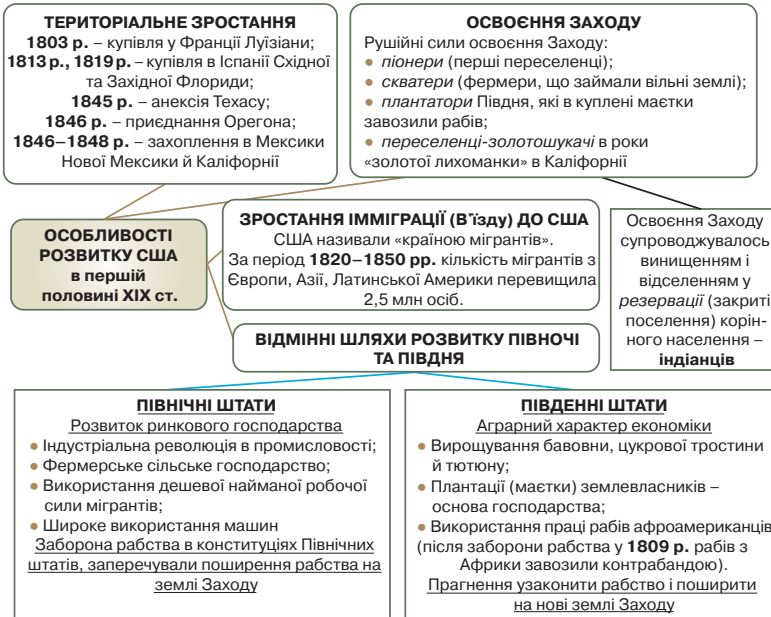 ТЕРИТОРІАЛЬНЕ ЗРОСТАННЯ
1803 р. – купівля у Франції Луїзіани;
1813 р., 1819 р. – купівля в Іспанії Східної
та Західної Флориди;
1845 р. – анексія Техасу;
1846 р. – приєднання Орегона;
1846–1848 р. – захоплення в Мексики
Нової Мексики й Каліфорнії
ОСВОЄННЯ ЗАХОДУ
Рушійні сили освоєння Заходу:
• піонери (перші переселенці);
• скватери (фермери, що займали вільні землі);
• плантатори Півдня, які в куплені маєтки
завозили рабів;
• переселенці-золотошукачі в роки
«золотої лихоманки» в Каліфорнії
ОСОБЛИВОСТІ
РОЗВИТКУ США
в першій
половині XIX ст.
ЗРОСТАННЯ ІММІГРАЦІЇ (В'їзду) ДО США
США називали «країною мігрантів».
За період 1820–1850 рр. кількість мігрантів з
Європи, Азії, Латинської Америки перевищила
2,5 млн осіб.
Освоєння Заходу
супроводжувалось
винищенням і
відселенням у
резервації (закриті
поселення) корін-
ного населення –
індіанців
ВІДМІННІ ШЛЯХИ РОЗВИТКУ ПІВНОЧІ
ТА ПІВДНЯ
ПІВНІЧНІ ШТАТИ
Розвиток ринкового господарства
• Індустріальна революція в промисловості;
• Фермерське сільське господарство;
• Використання дешевої найманої робочої
сили мігрантів;
• Широке використання машин
Заборона рабства в конституціях Північних
штатів, заперечували поширення рабства на
землі Заходу
ПІВДЕННІ ШТАТИ
Аграрний характер економіки
• Вирощування бавовни, цукрової тростини
й тютюну;
• Плантації (маєтки) землевласників –
основа господарства;
• Використання праці рабів афроамериканців
(після заборони рабства у 1809 р. рабів з
Африки завозили контрабандою).
Прагнення узаконити рабство і поширити
на нові землі Заходу